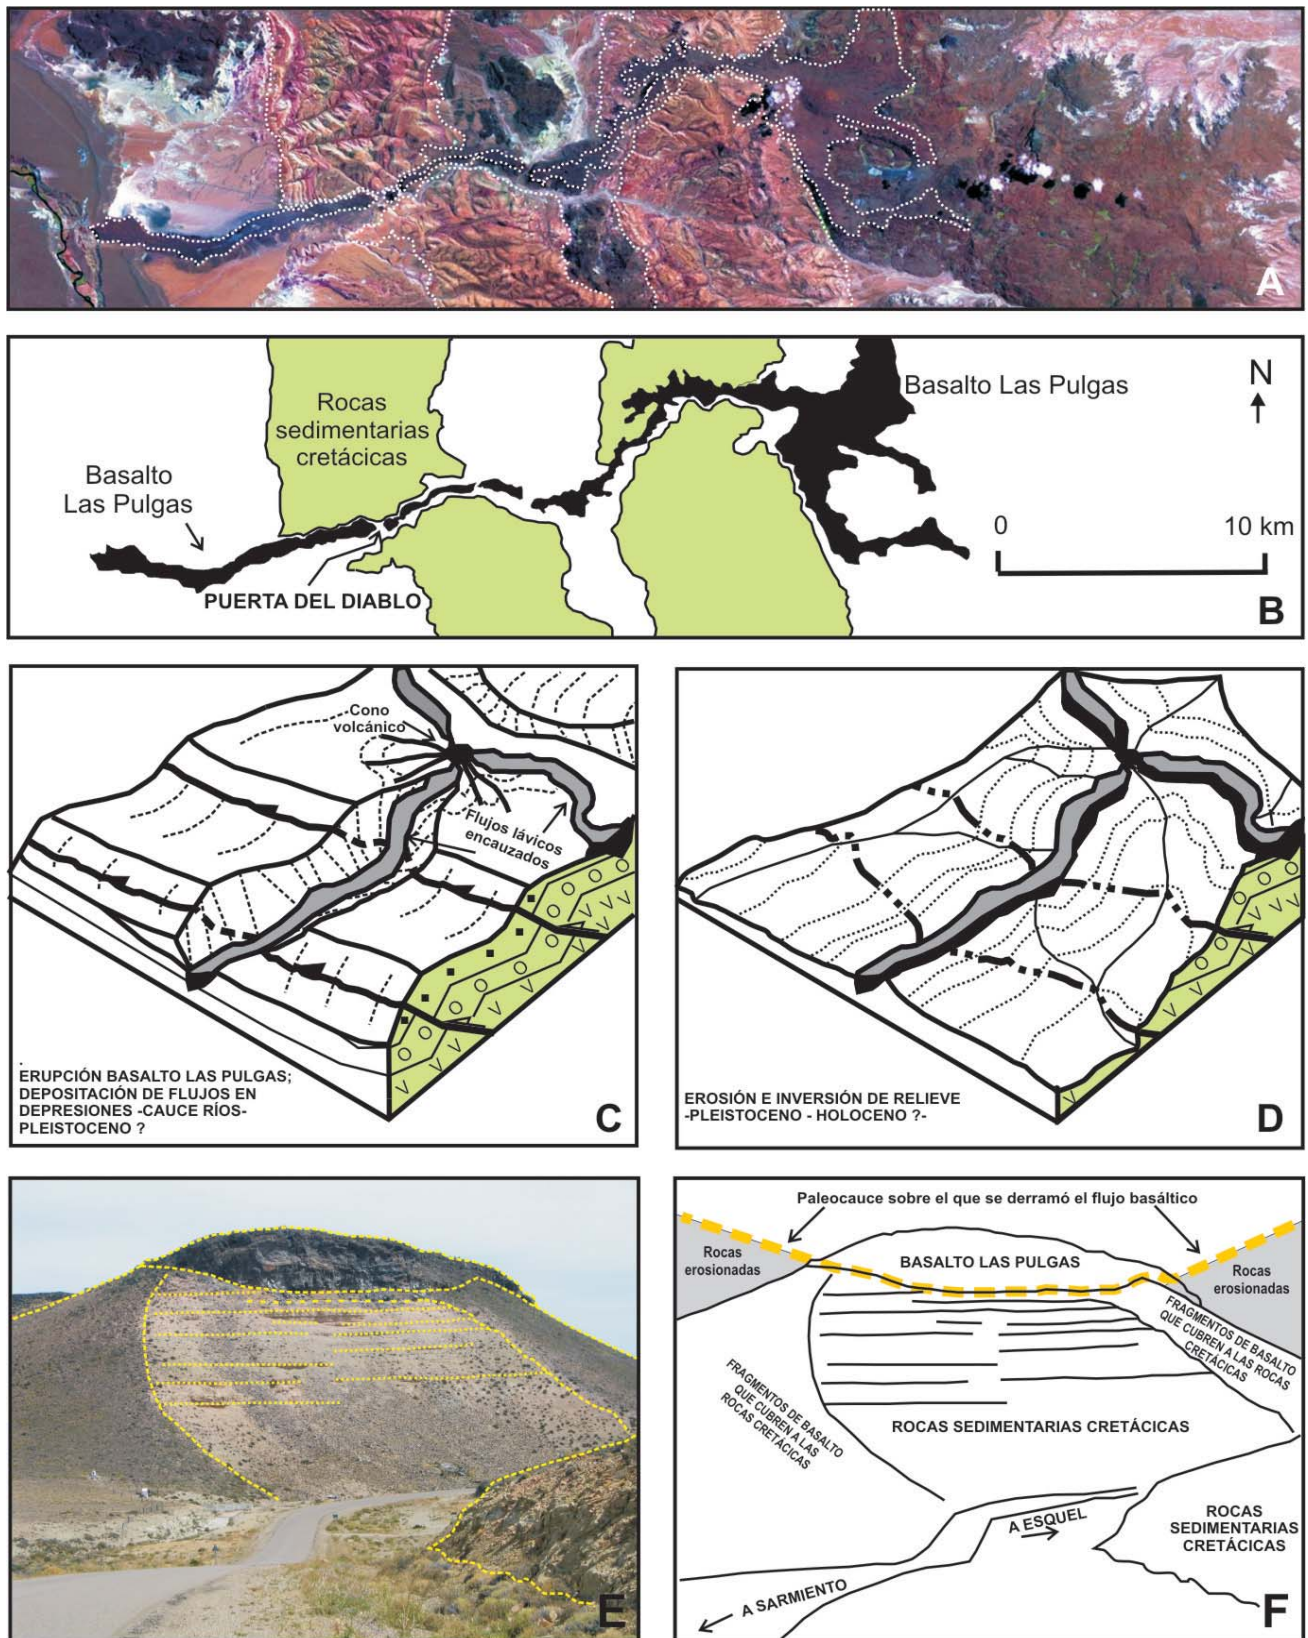 A
Rocas
sedimentarias
cretácicas
Basalto Las Pulgas
N
Basalto
Las Pulgas
0 10 km
PUERTA DEL DIABLO
B
Cono
volcánico
Flujos lávicos
encauzados
ERUPCIÓN BASALTO LAS PULGAS;
DEPOSITACIÓN DE FLUJOS EN
DEPRESIONES -CAUCE RÍOS-
PLEISTOCENO ?
C
EROSIÓN E INVERSIÓN DE RELIEVE
-PLEISTOCENO - HOLOCENO ?-
D
E
Paleocauce sobre el que se derramó el flujo basáltico
Rocas
erosionadas
BASALTO LAS PULGAS
Rocas
erosionadas
FRAGMENTOS DE BASALTO
QUE CUBREN A LAS ROCAS
CRETÁCICAS
FRAGMENTOS DE BASALTO
QUE CUBREN A LAS
ROCAS CRETÁCICAS
ROCAS SEDIMENTARIAS CRETÁCICAS
A ESQUEL
ROCAS
SEDIMENTARIAS
CRETÁCICAS
A SARMIENTO
F